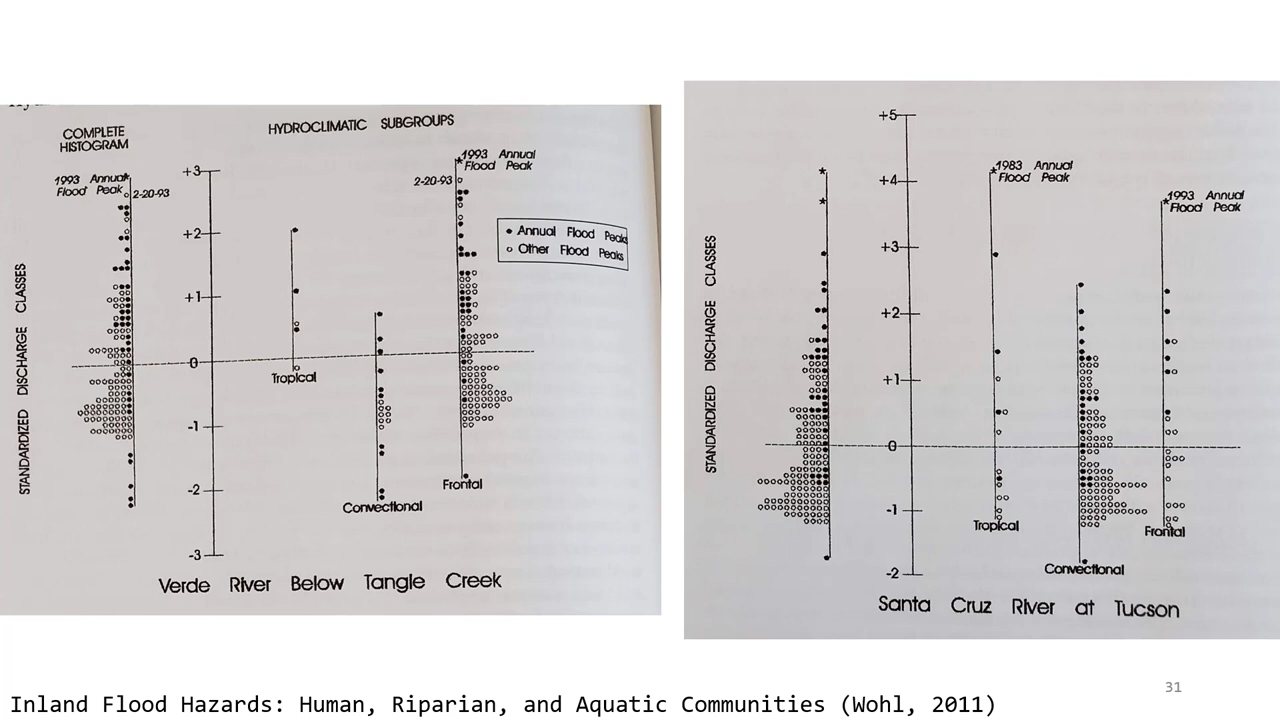 COMPLETE
HISTOGRAM
HYDROCLIMATIC SUBGROUPS
1993 Annual
Flood Peak
2-20-93
+3
+2
+1
0
-1
-2
-3
STANDARDIZED DISCHARGE CLASSES
Tropical
Convectional
Frontal
1993 Annual
Flood Peak
2-20-93
Annual Flood Peaks
Other Flood Peaks
Verde River Below Tangle Creek
+5
+4
+3
+2
+1
0
-1
-2
STANDARDIZED DISCHARGE CLASSES
1983 Annual
Flood Peak
1993 Annual
Flood Peak
Tropical
Convectional
Frontal
Santa Cruz River at Tucson
31
Inland Flood Hazards: Human, Riparian, and Aquatic Communities (Wohl, 2011)